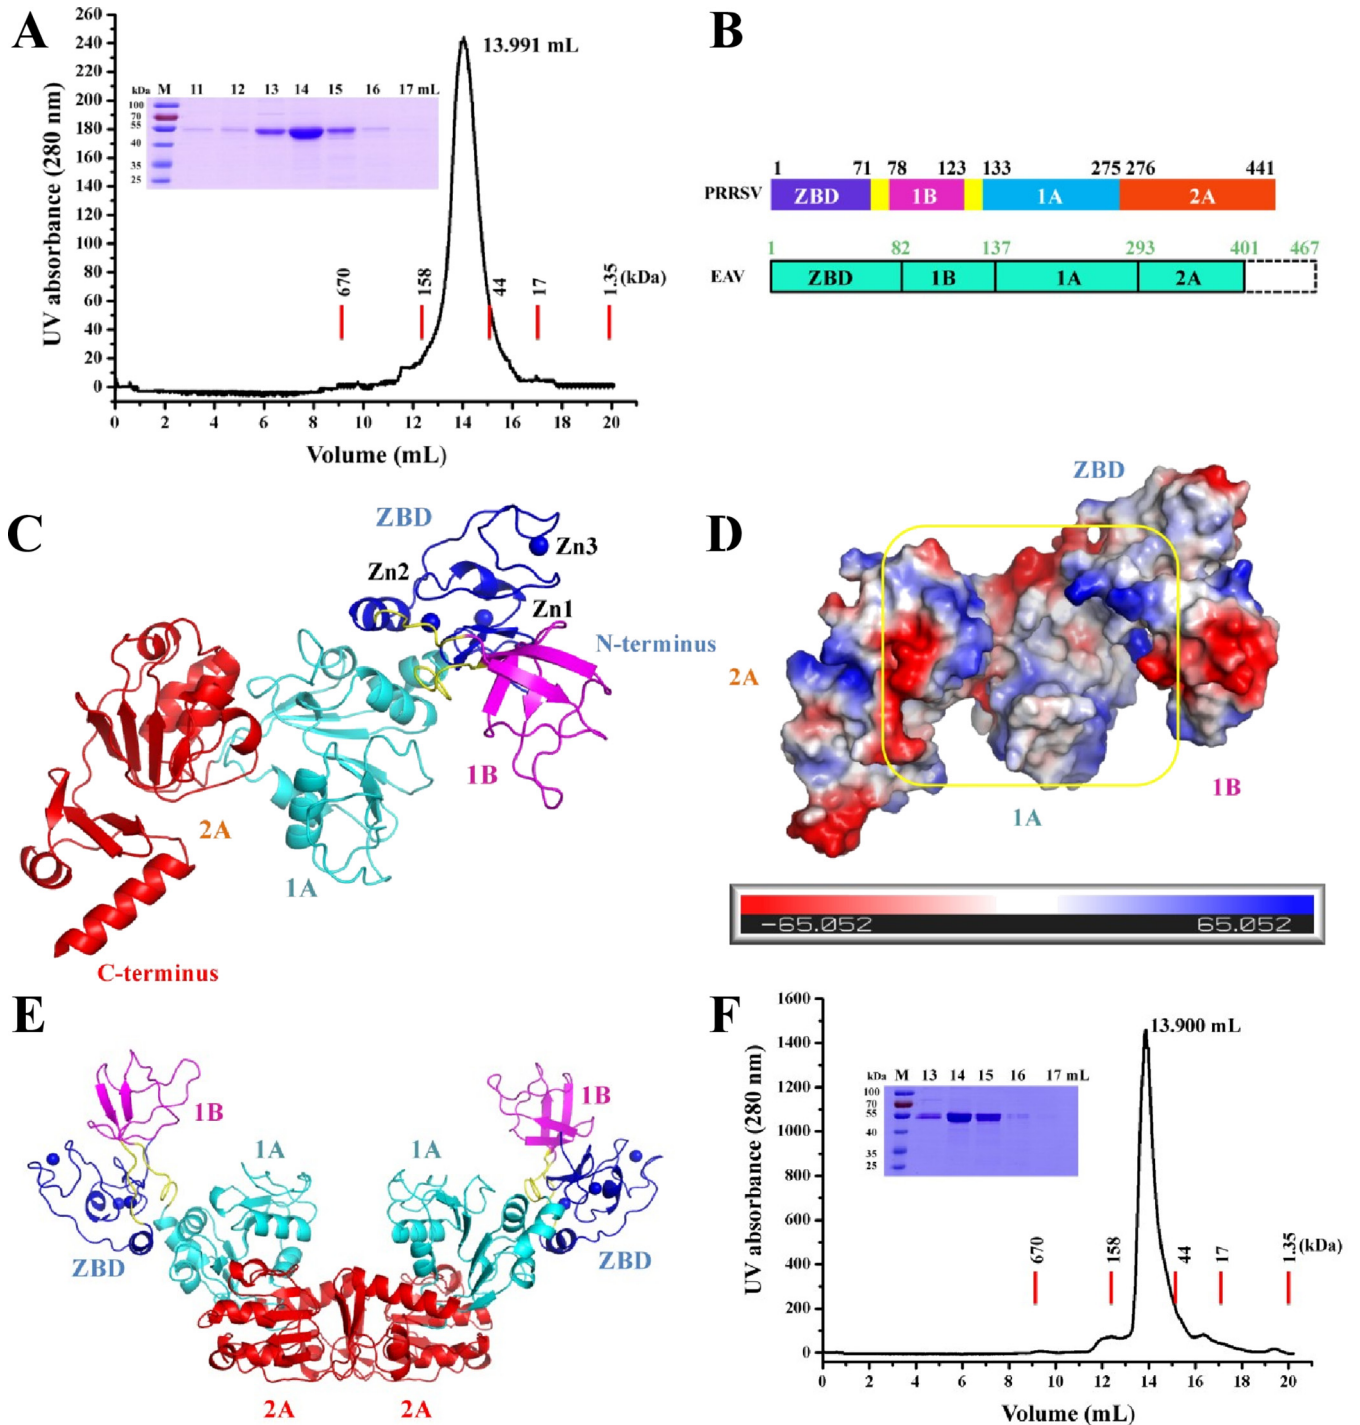 A
260
240
220
200
180
160
140
120
100
80
60
40
20
0
UV absorbance (280 nm)
13.991 mL
kDa M 11 12 13 14 15 16 17 mL
100
70
55
40
35
25
670 158 44 17 1.35 (kDa)
0 2 4 6 8 10 12 14 16 18 20
Volume (mL)
B
1 71 78 123 133 275 276 441
PRRSV ZBD 1B 1A 2A
1 82 137 293 401 467
EAV ZBD 1B 1A 2A
C
ZBD
Zn3
Zn2
Zn1
N-terminus
1B
2A
1A
C-terminus
D
ZBD
2A
1B
1A
-65.052 65.052
E
1B 1B
1A 1A
ZBD ZBD
2A 2A
F
1600
1400
1200
1000
800
600
400
200
0
UV absorbance (280 nm)
13.900 mL
kDa M 13 14 15 16 17 mL
100
70
55
40
35
25
670 158 44 17 1.35 (kDa)
0 2 4 6 8 10 12 14 16 18 20
Volume (mL)